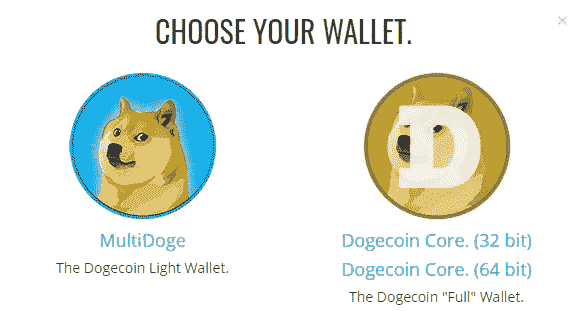 CHOOSE YOUR WALLET.
D
MultiDoge
The Dogecoin Light Wallet.
Dogecoin Core. (32 bit)
Dogecoin Core. (64 bit)
The Dogecoin "Full" Wallet.